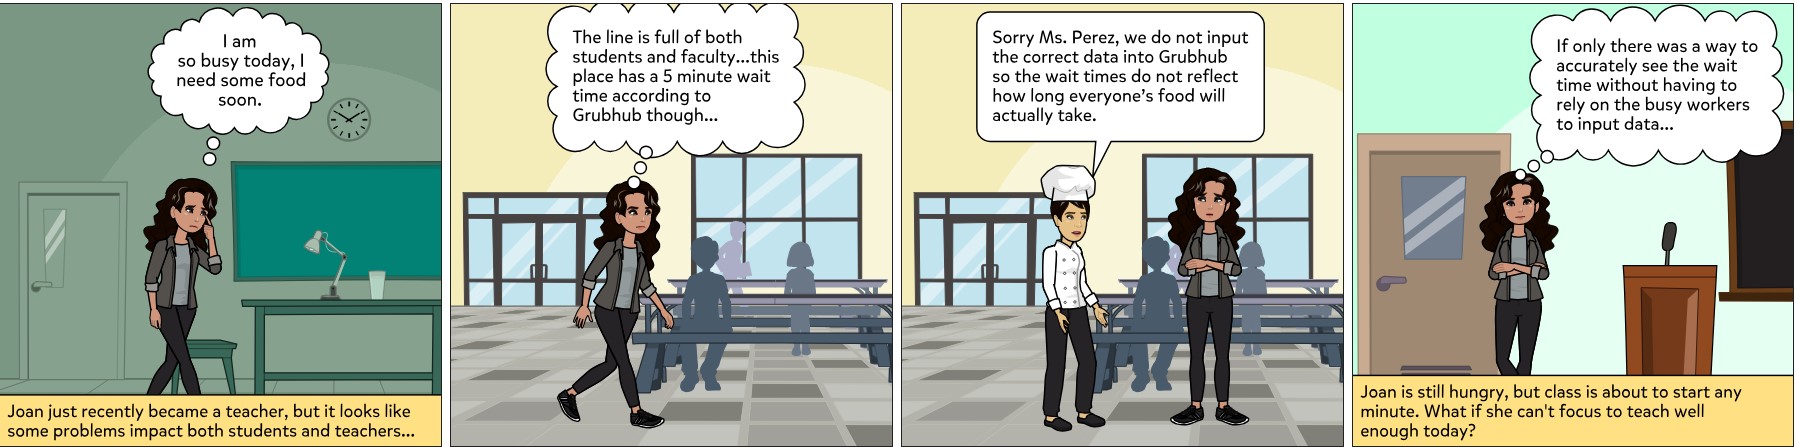 I am
so busy today, I
need some food
soon.
Joan just recently became a teacher, but it looks like
some problems impact both students and teachers...
The line is full of both
students and faculty...this
place has a 5 minute wait
time according to
Grubhub though...
Sorry Ms. Perez, we do not input
the correct data into Grubhub
so the wait times do not reflect
how long everyone's food will
actually take.
If only there was a way to
accurately see the wait
time without having to
rely on the busy workers
to input data...
Joan is still hungry, but class is about to start any
minute. What if she can't focus to teach well
enough today?